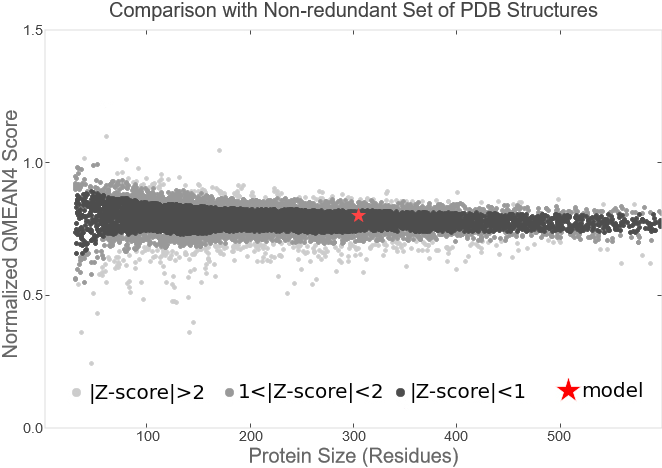 Comparison with Non-redundant Set of PDB Structures
Normalized QMEAN4 Score
1.5
1.0
0.5
0.0
|Z-score|>2 1<|Z-score|<2 |Z-score|<1 model
100 200 300 400 500
Protein Size (Residues)